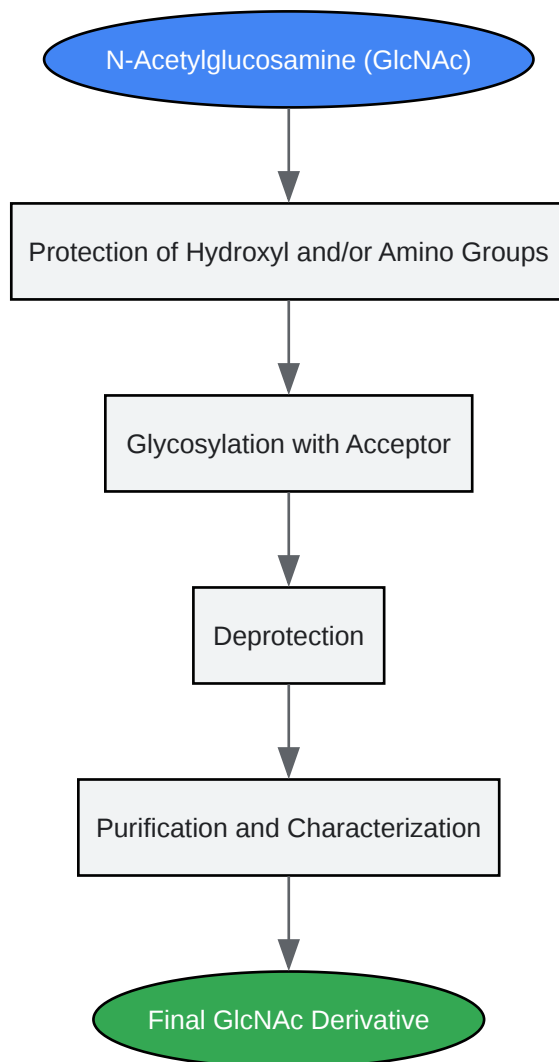 N-Acetylglucosamine (GlcNAc)
Protection of Hydroxyl and/or Amino Groups
Glycosylation with Acceptor
Deprotection
Purification and Characterization
Final GlcNAc Derivative